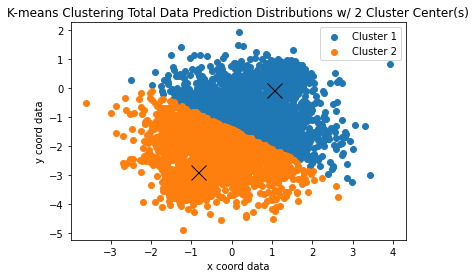 K-means Clustering Total Data Prediction Distributions w/ 2 Cluster Center(s)
Cluster 1
Cluster 2
y coord data
2
1
0
−1
−2
−3
−4
−5
−3 −2 −1 0 1 2 3 4
x coord data